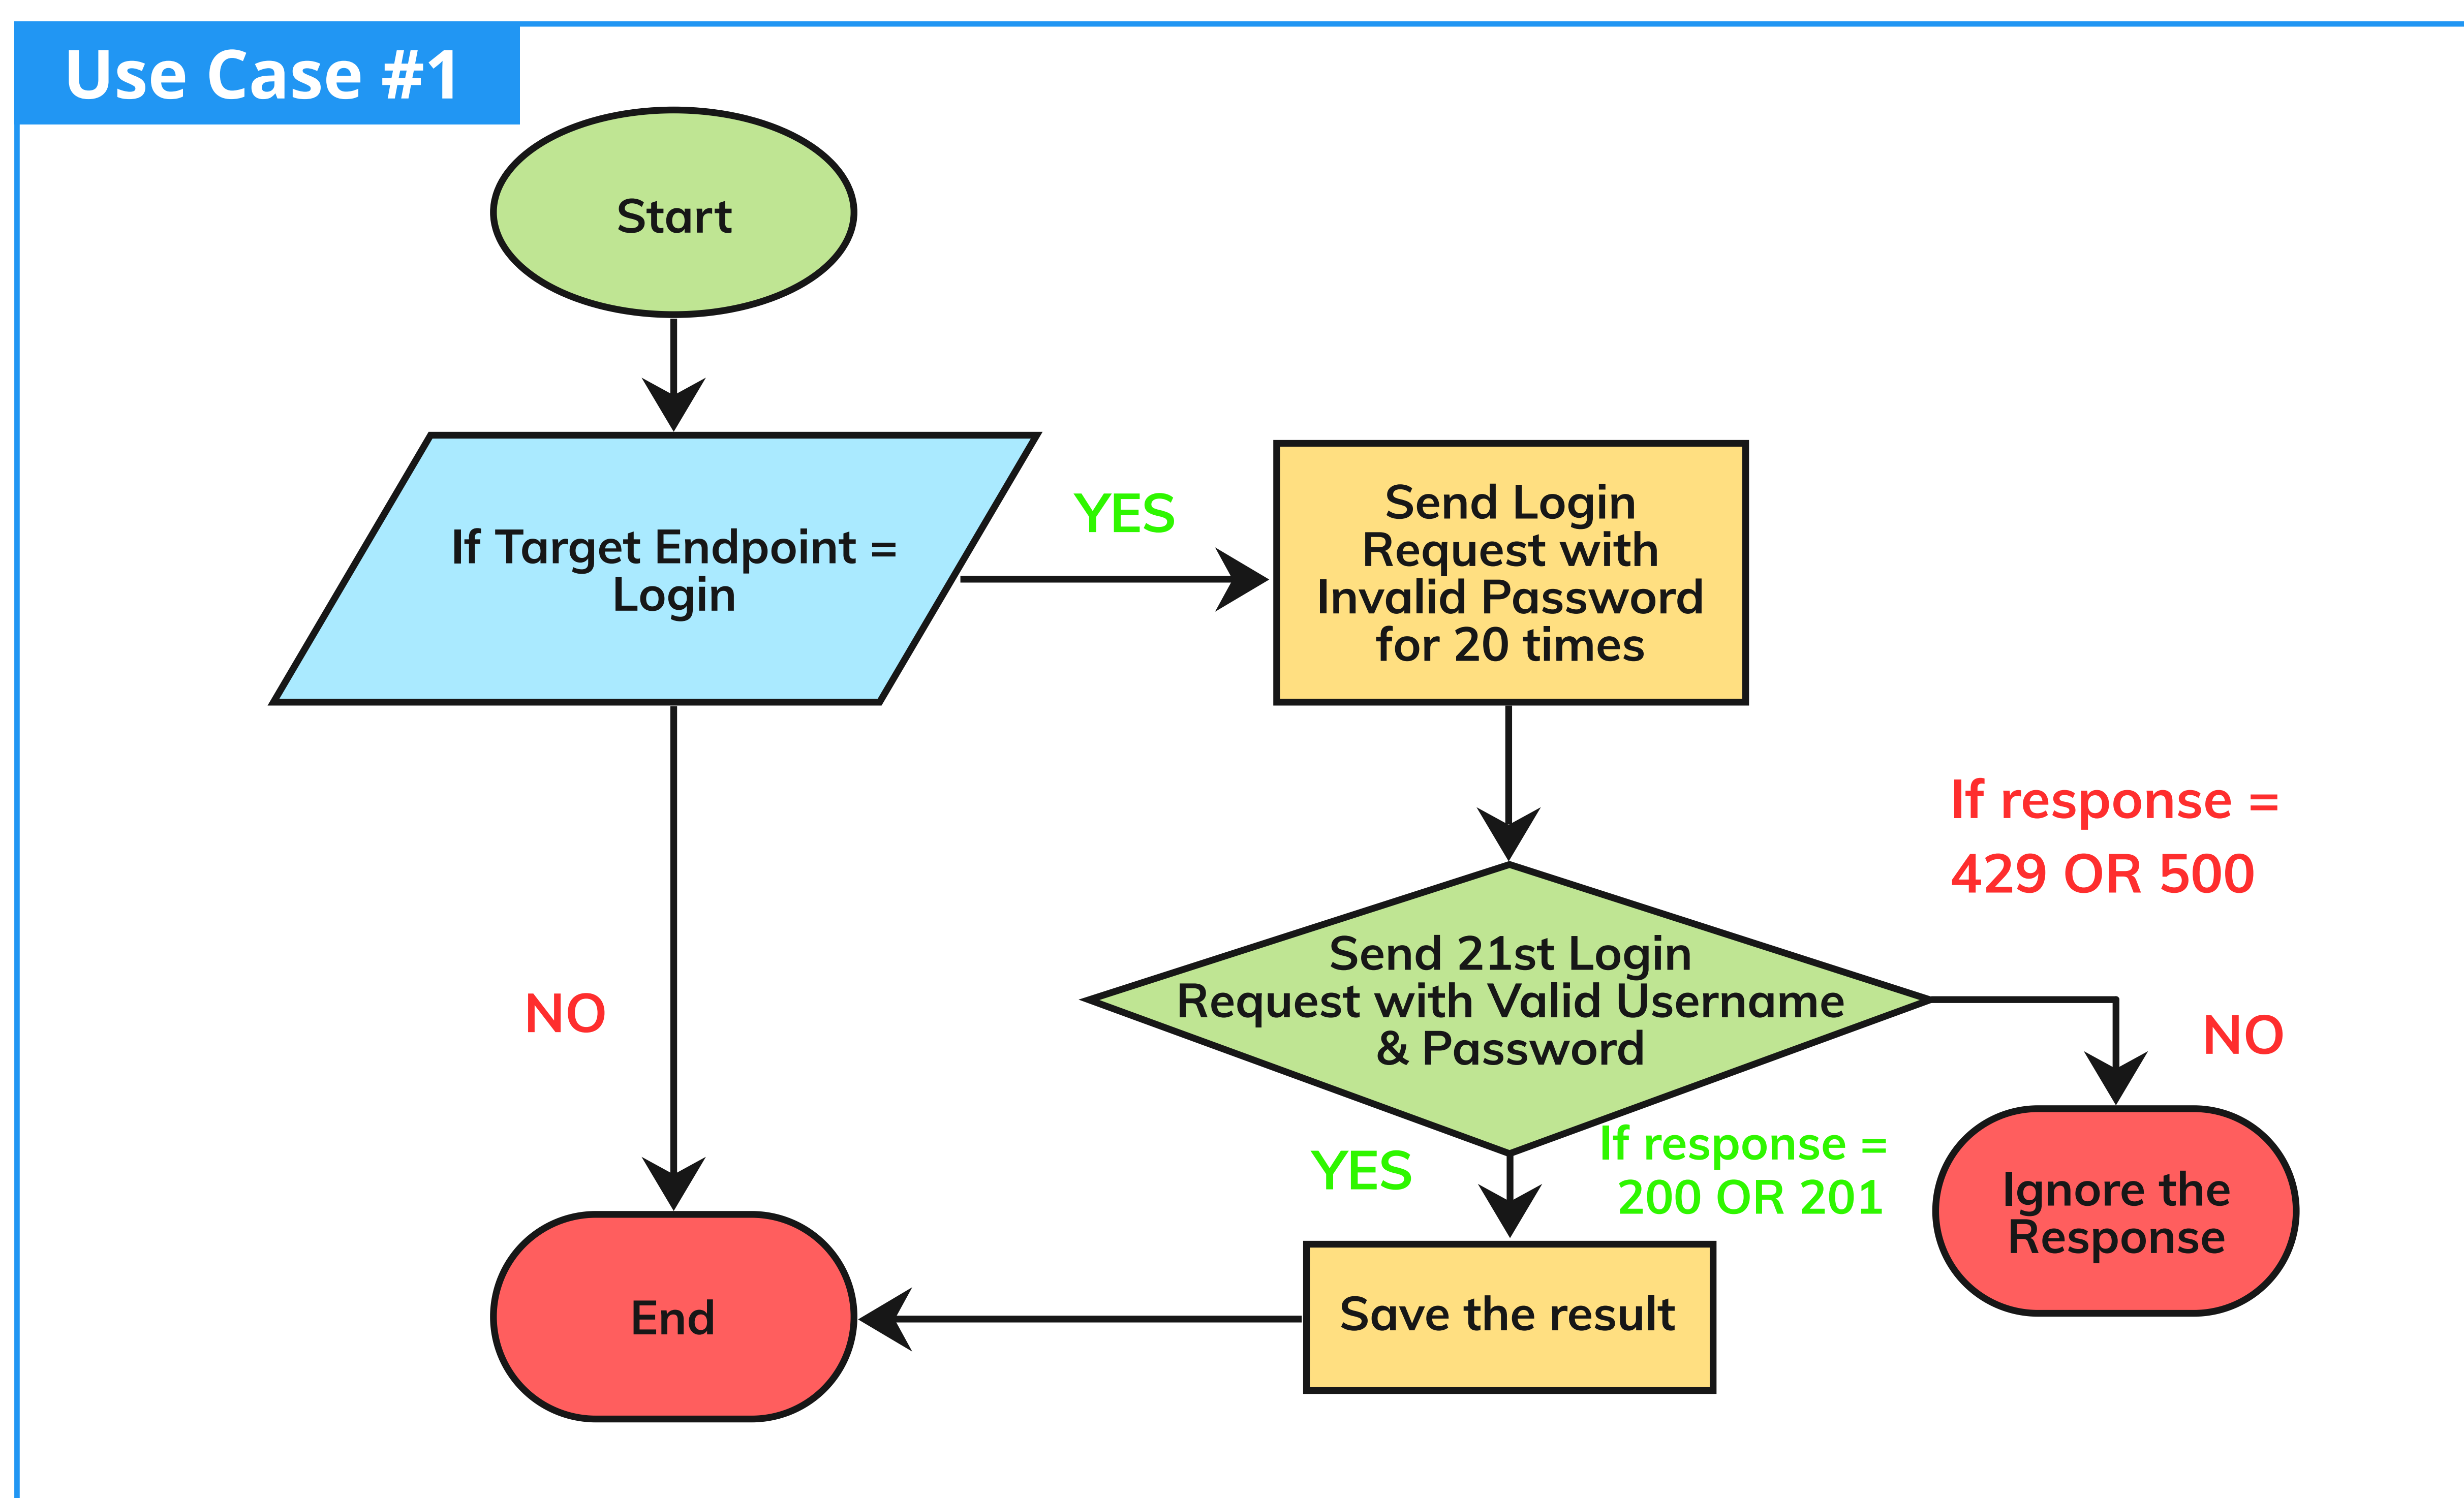 Use Case #1
Start
If Target Endpoint =
Login
YES
Send Login
Request with
Invalid Password
for 20 times
If response =
429 OR 500
Send 21st Login
Request with Valid Username
& Password
NO
NO
YES
If response =
200 OR 201
Ignore the
Response
Save the result
End